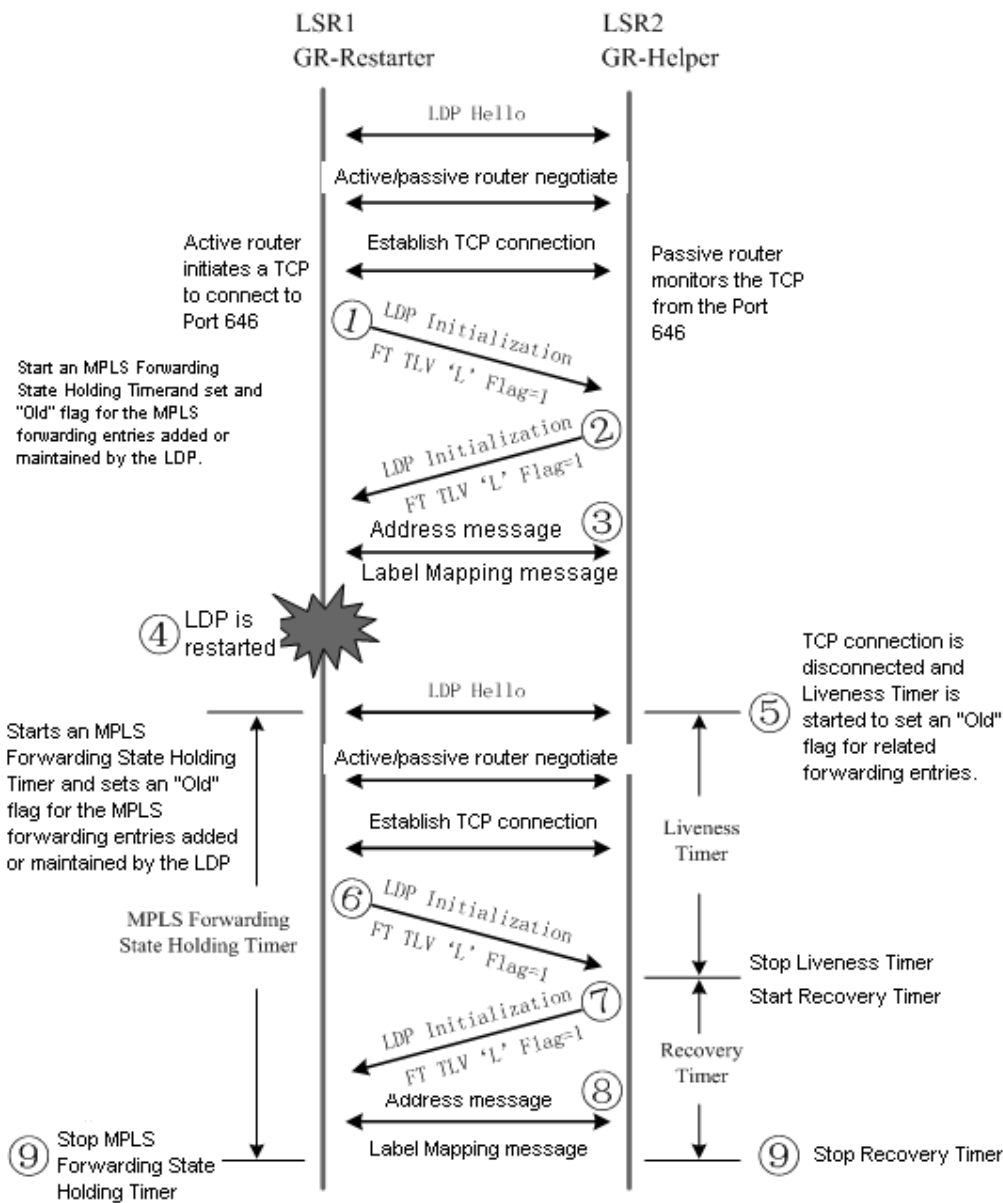 LSR1
GR-Restarter
LSR2
GR-Helper
LDP Hello
Active/passive router negotiate
Establish TCP connection
Active router
initiates a TCP
to connect to
Port 646
Passive router
monitors the TCP
from the Port
646
①
LDP Initialization
FT TLV ‘L’ Flag=1
Start an MPLS Forwarding
State Holding Timerand set and
"Old" flag for the MPLS
forwarding entries added or
maintained by the LDP.
②
LDP Initialization
FT TLV ‘L’ Flag=1
③
Address message
Label Mapping message
④
LDP is
restarted
LDP Hello
⑤
TCP connection is
disconnected and
Liveness Timer is
started to set an "Old"
flag for related
forwarding entries.
Starts an MPLS
Forwarding State Holding
Timer and sets an "Old"
flag for the MPLS
forwarding entries added
or maintained by the LDP
Active/passive router negotiate
Establish TCP connection
Liveness
Timer
⑥
LDP Initialization
FT TLV ‘L’ Flag=1
MPLS Forwarding
State Holding Timer
Stop Liveness Timer
Start Recovery Timer
⑦
LDP Initialization
FT TLV ‘L’ Flag=1
Recovery
Timer
⑧
Address message
Label Mapping message
⑨
Stop MPLS
Forwarding State
Holding Timer
⑨
Stop Recovery Timer